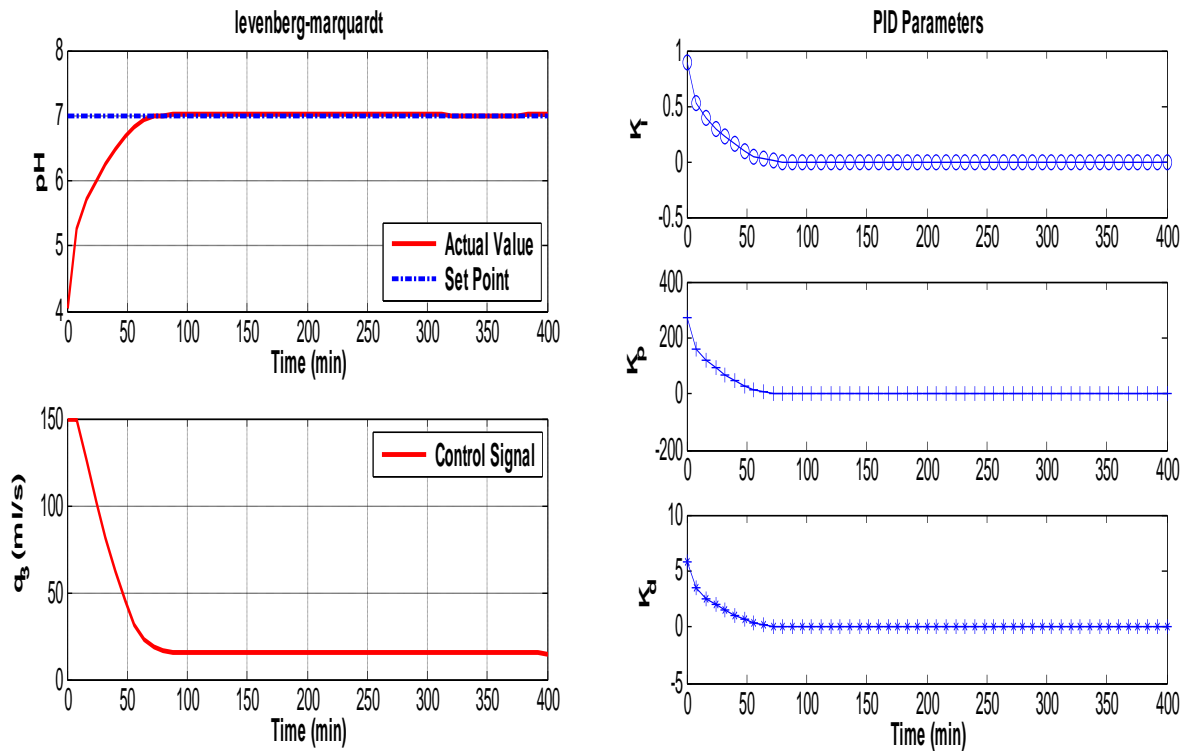 levenberg-marquardt
8
7
6
5
4
pH
Actual Value
Set Point
0 50 100 150 200 250 300 350 400
Time (min)
150
100
50
0
q3 (ml/s)
Control Signal
0 50 100 150 200 250 300 350 400
Time (min)
PID Parameters
1
0.5
0
-0.5
KI
0 50 100 150 200 250 300 350 400
400
200
0
-200
Kp
0 50 100 150 200 250 300 350 400
10
5
0
-5
Kd
0 50 100 150 200 250 300 350 400
Time (min)